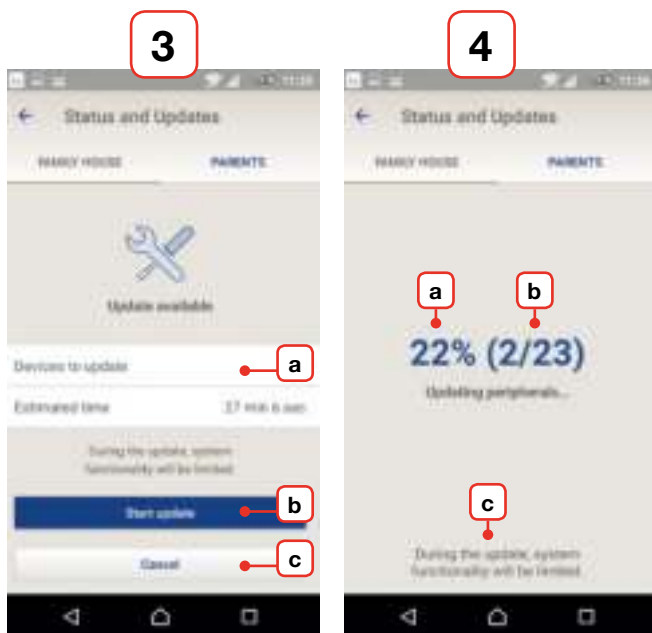 3
Status and Updates
FAMILY HOUSE PARENTS
Update available
Devices to update a
Estimated time 27 min 6 sec
During the update, system
functionality will be limited
Start update b
Cancel c
4
Status and Updates
FAMILY HOUSE PARENTS
a b
22% (2/23)
Updating peripherals...
c
During the update, system
functionality will be limited